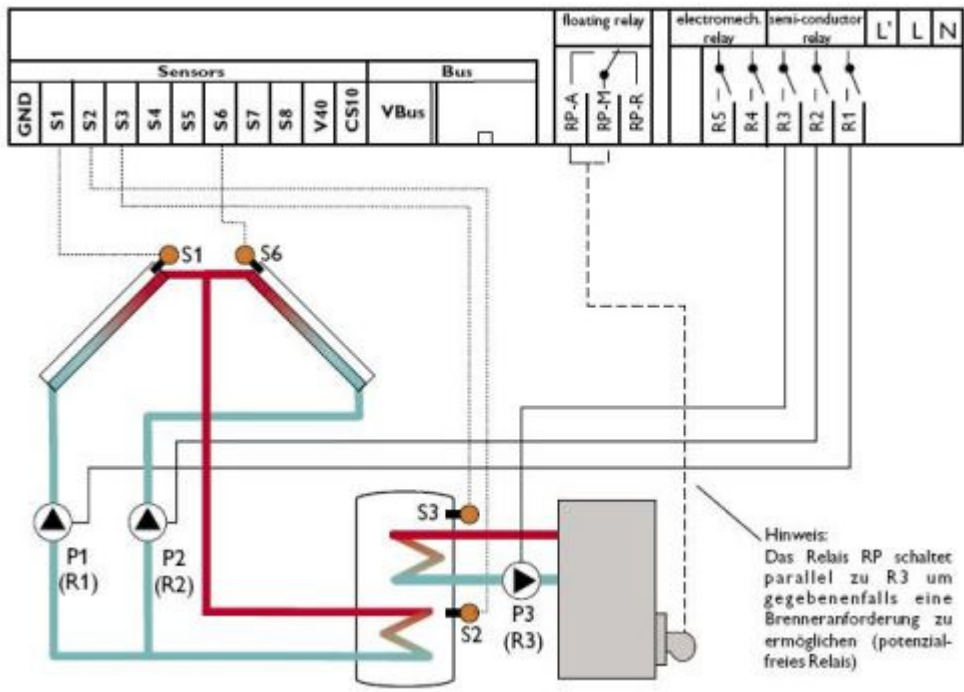 floating relay
electromech. relay
semi-conductor relay
L' L N
Sensors
Bus
GND
S1
S2
S3
S4
S5
S6
S7
S8
V40
CS10
VBus
RP-A
RP-M
RP-R
R5
R4
R3
R2
R1
S1
S6
S3
P1
(R1)
P2
(R2)
S2
P3
(R3)
Hinweis:
Das Relais RP schaltet
parallel zu R3 um
gegebenenfalls eine
Brenneranforderung zu
ermöglichen (potenzial-
freies Relais)